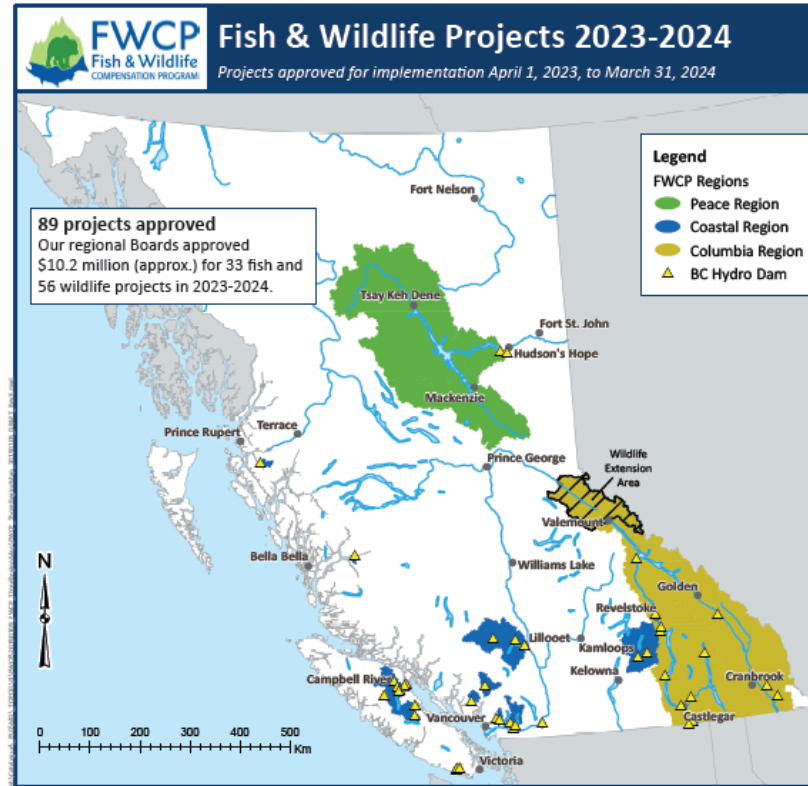 FWCP
Fish & Wildlife
COMPENSATION PROGRAM
Fish & Wildlife Projects 2023-2024
Projects approved for implementation April 1, 2023, to March 31, 2024
Legend
FWCP Regions
Peace Region
Coastal Region
Columbia Region
BC Hydro Dam
89 projects approved
Our regional Boards approved
$10.2 million (approx.) for 33 fish and
56 wildlife projects in 2023-2024.
Fort Nelson
Tsay Keh Dene
Fort St. John
Hudson's Hope
Mackenzie
Terrace
Prince Rupert
Prince George
Wildlife
Extension
Area
Valemount
Bella Bella
Williams Lake
Golden
Revelstoke
Lillooet
Kamloops
Kelowna
Campbell River
Cranbrook
Vancouver
Castlegar
Victoria
N
0 100 200 300 400 500
Km